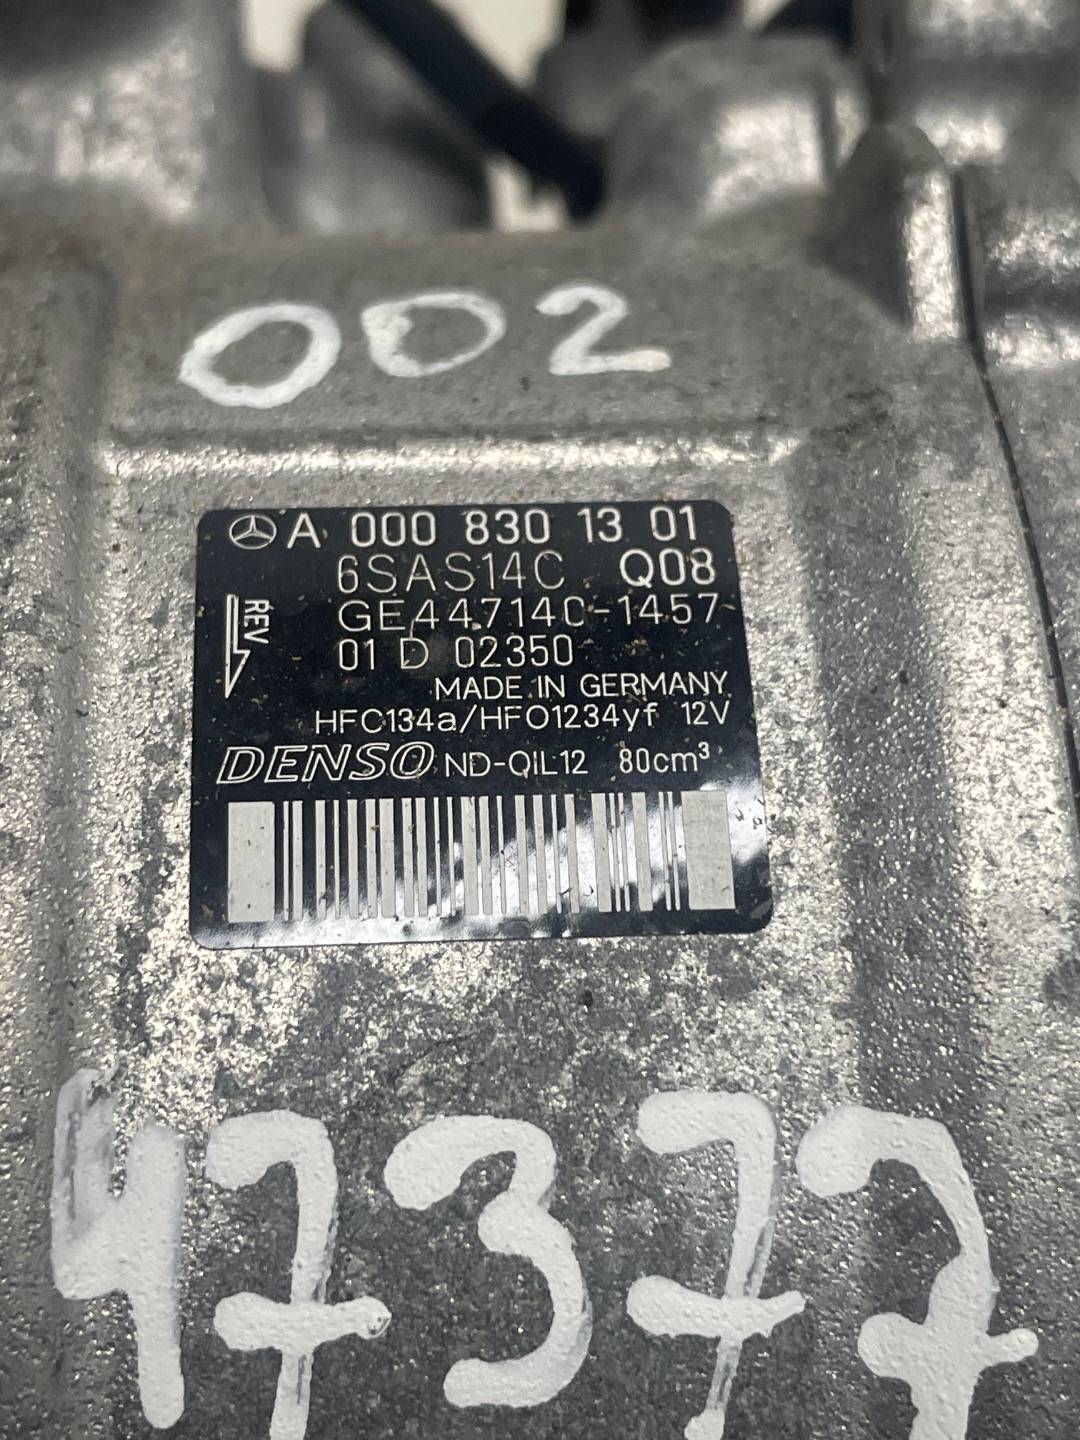 002
A 000 830 13 01
6SAS14C Q08
REV
GE447140-1457
01 D 02350
MADE IN GERMANY
HFC134a/HFO1234yf 12V
DENSO ND-OIL12 80cm³
47377